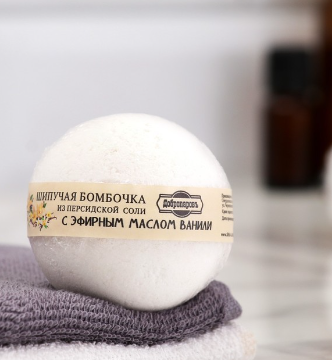 ШИПУЧАЯ БОМБОЧКА
ИЗ ПЕРСИДСКОЙ СОЛИ
С ЭФИРНЫМ МАСЛОМ ВАНИЛИ
Добропаровъ